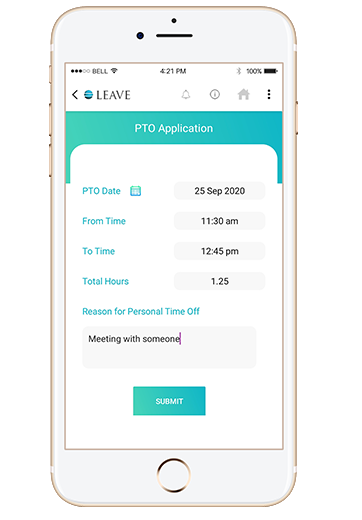 BELL 4:21 PM 100%
LEAVE
PTO Application
PTO Date 25 Sep 2020
From Time 11:30 am
To Time 12:45 pm
Total Hours 1.25
Reason for Personal Time Off
Meeting with someone
SUBMIT